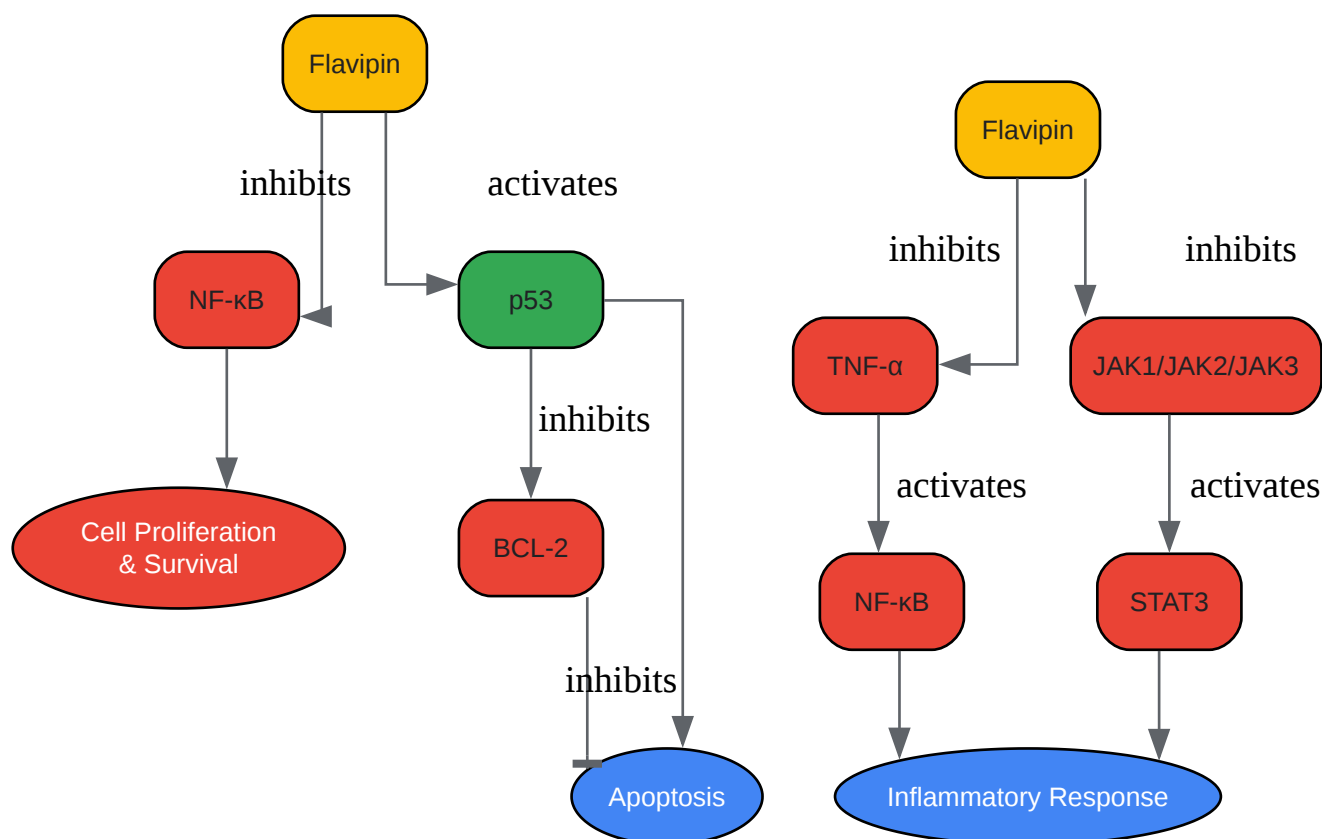 Flavipin
inhibits
activates
NF-κB
p53
inhibits
Cell Proliferation
& Survival
BCL-2
inhibits
Apoptosis
Flavipin
inhibits
inhibits
TNF-α
JAK1/JAK2/JAK3
activates
activates
NF-κB
STAT3
Inflammatory Response